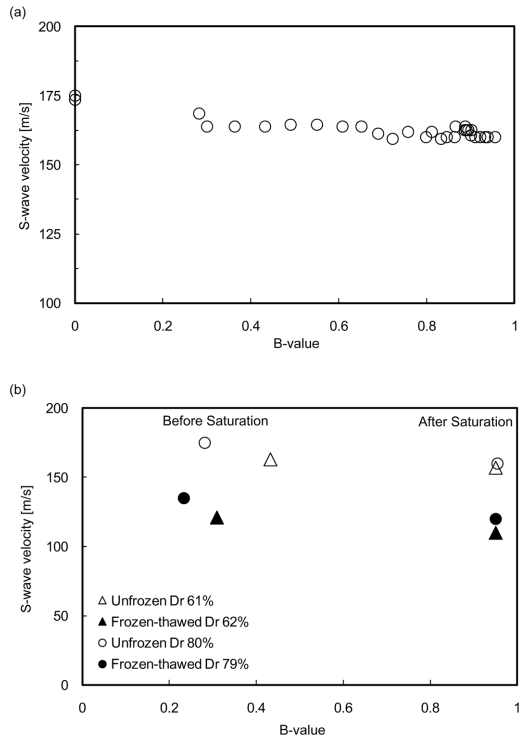 (a)
200
175
150
125
100
S-wave velocity [m/s]
0 0.2 0.4 0.6 0.8 1
B-value
(b)
200
150
100
50
0
S-wave velocity [m/s]
Before Saturation After Saturation
Unfrozen Dr 61%
Frozen-thawed Dr 62%
Unfrozen Dr 80%
Frozen-thawed Dr 79%
0 0.2 0.4 0.6 0.8 1
B-value